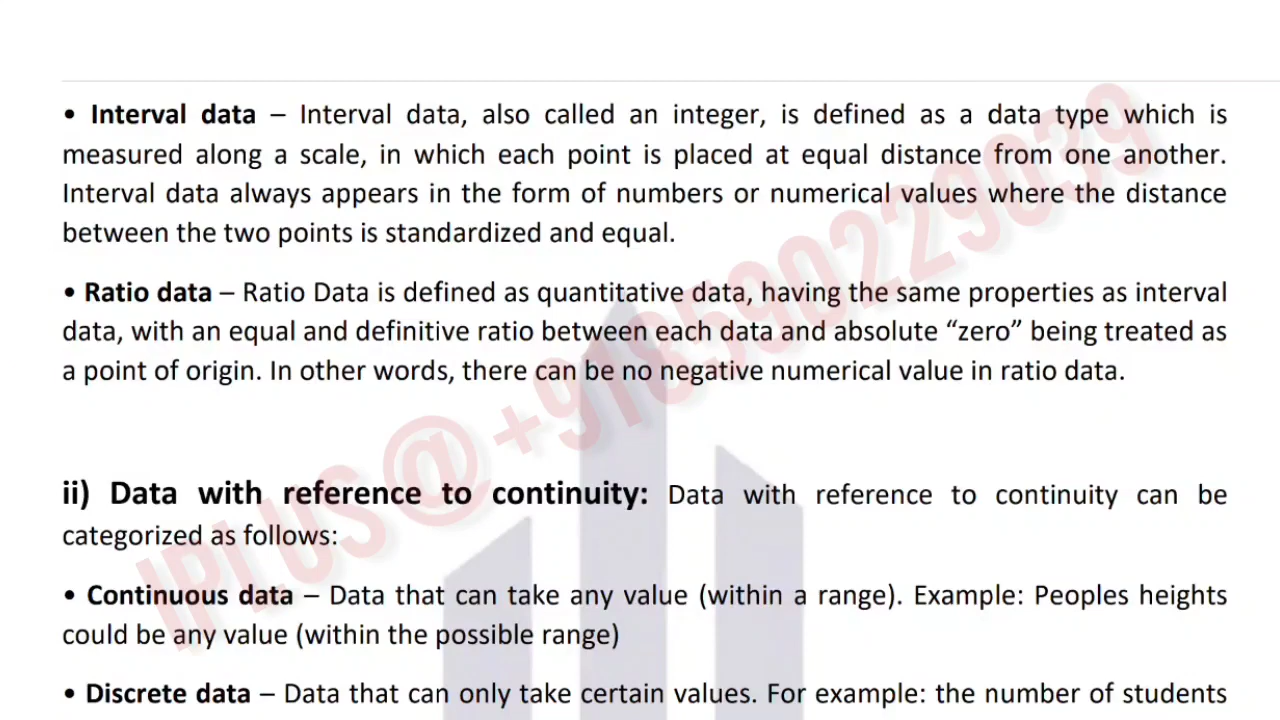 • Interval data – Interval data, also called an integer, is defined as a data type which is
measured along a scale, in which each point is placed at equal distance from one another.
Interval data always appears in the form of numbers or numerical values where the distance
between the two points is standardized and equal.
• Ratio data – Ratio Data is defined as quantitative data, having the same properties as interval
data, with an equal and definitive ratio between each data and absolute “zero” being treated as
a point of origin. In other words, there can be no negative numerical value in ratio data.
ii) Data with reference to continuity: Data with reference to continuity can be
categorized as follows:
• Continuous data – Data that can take any value (within a range). Example: Peoples heights
could be any value (within the possible range)
• Discrete data – Data that can only take certain values. For example: the number of students
IPLUS@+918590229039